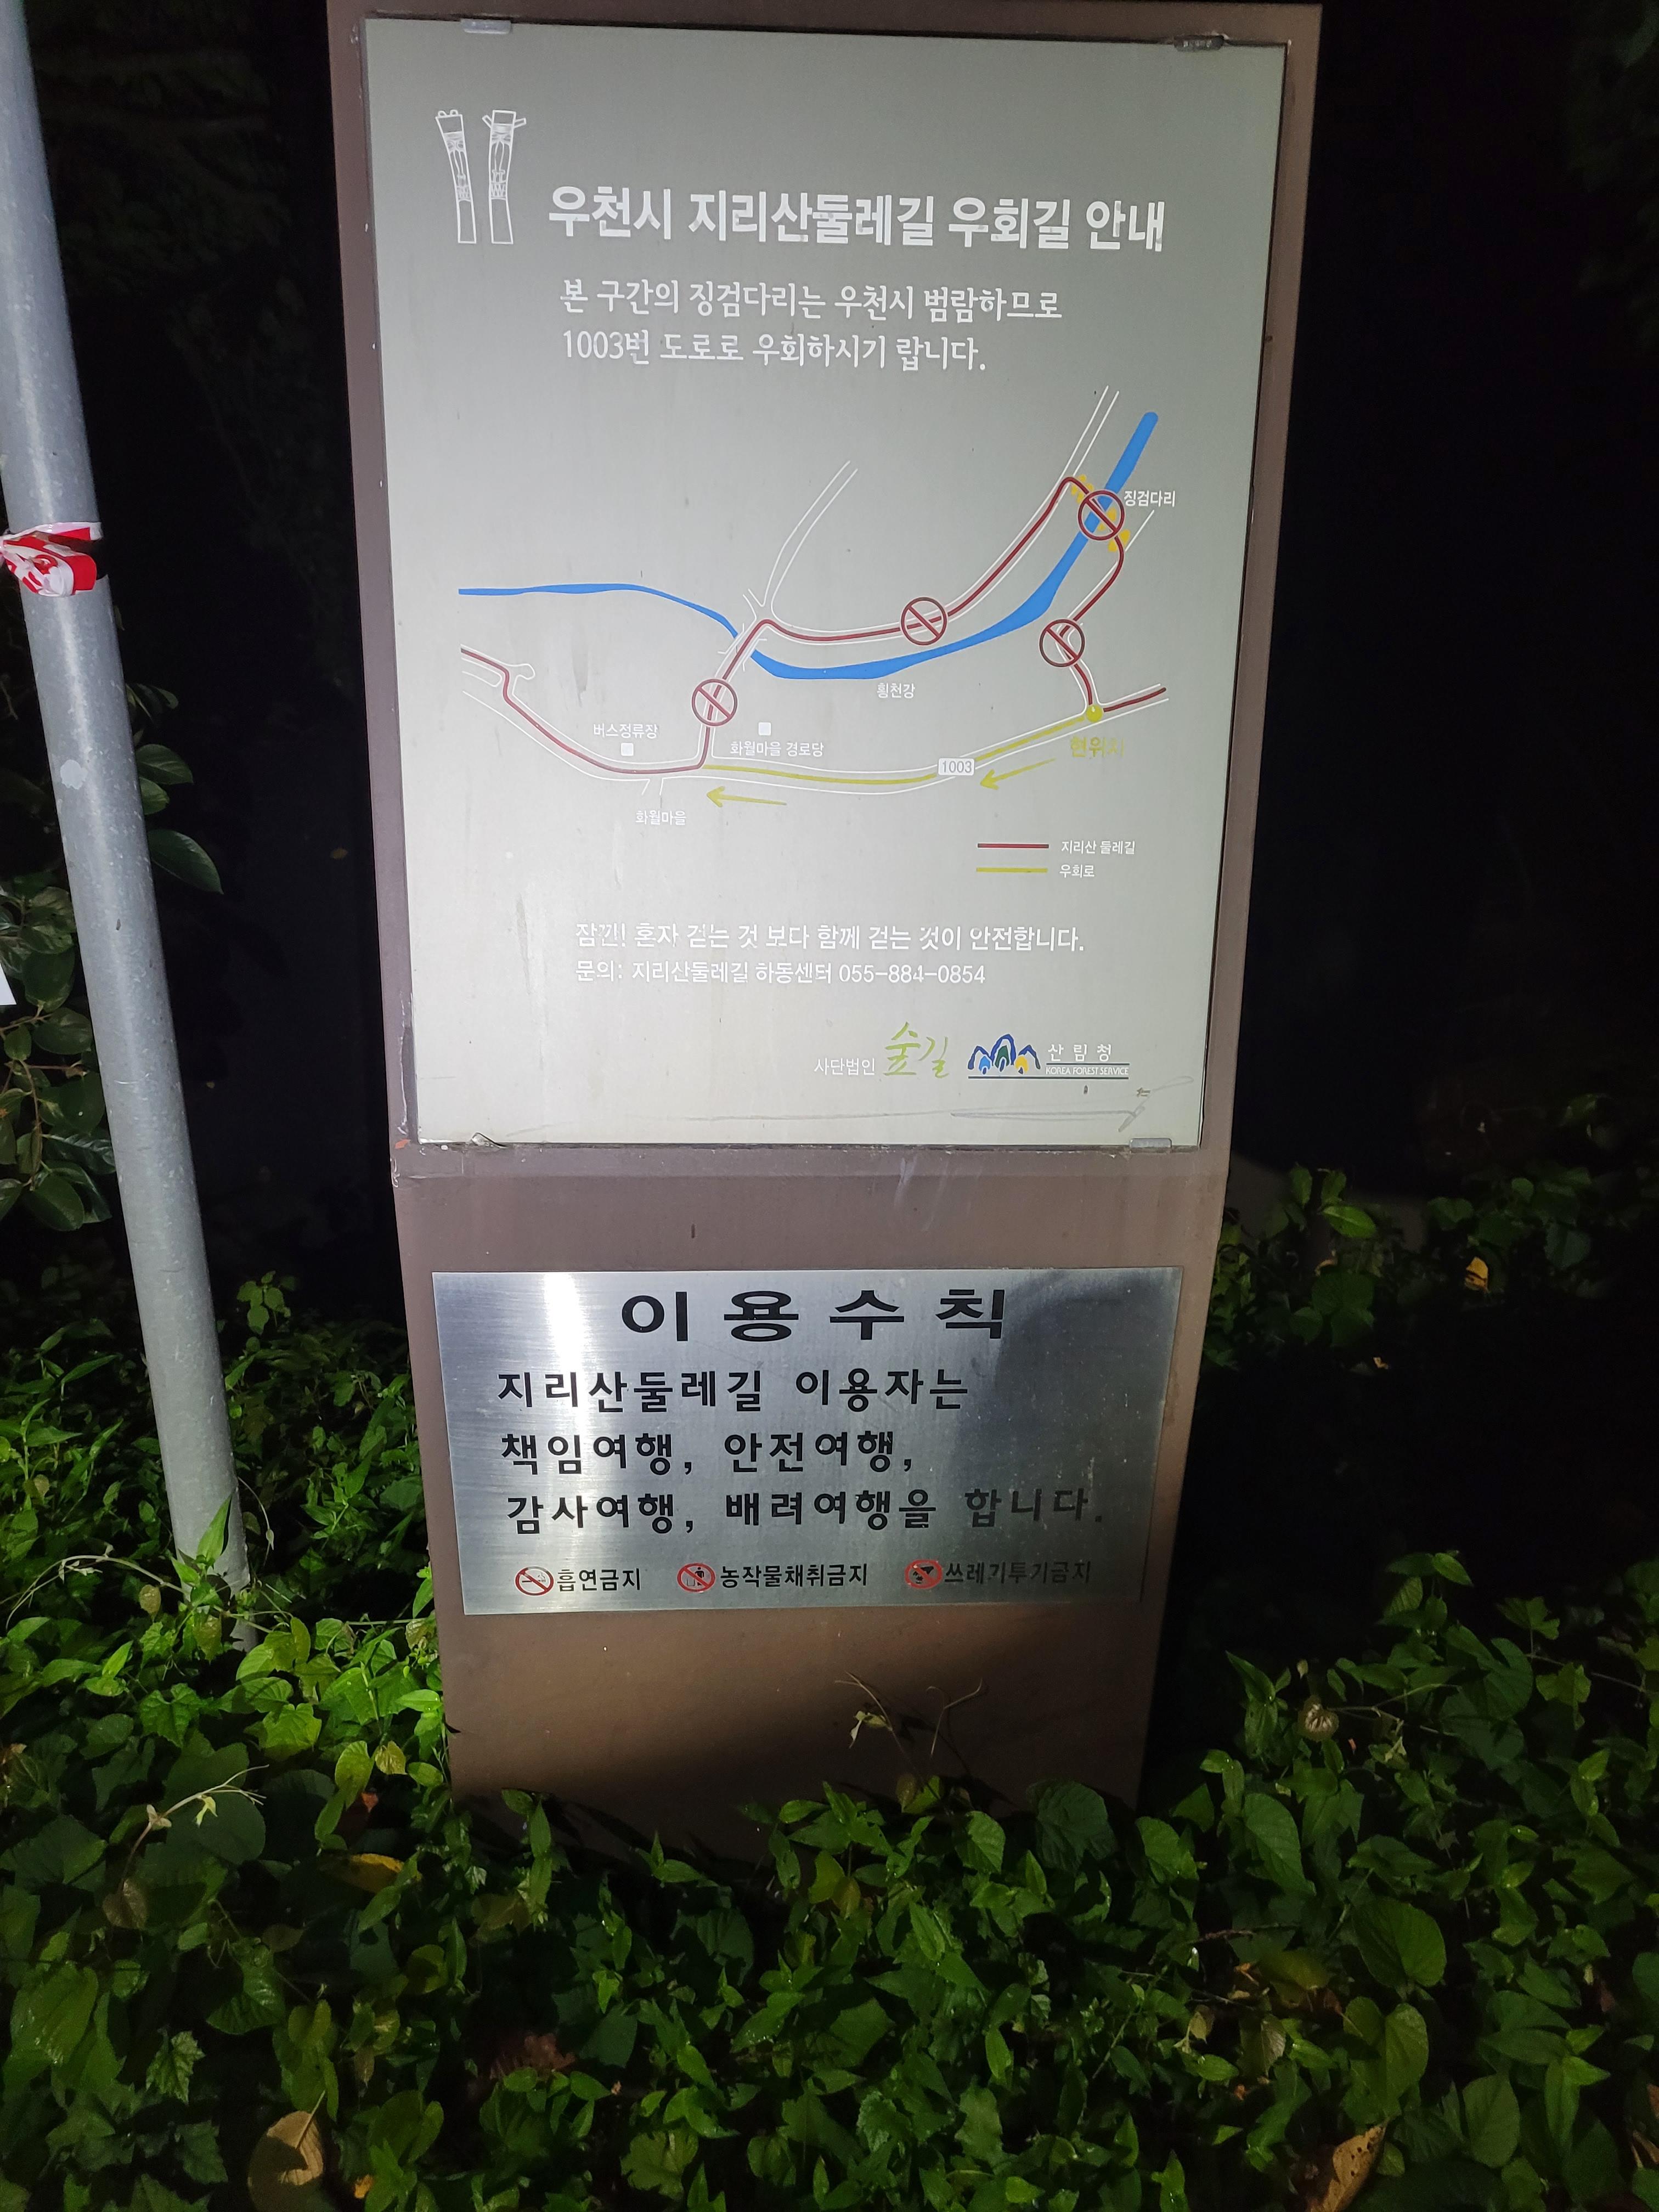 우천시 지리산둘레길 우회길 안내
본 구간의 징검다리는 우천시 범람하므로
1003번 도로로 우회하시기 랍니다.
징검다리
횡천강
버스정류장
화월마을 경로당
현위치
1003
화월마을
지리산 둘레길
우회로
잠깐! 혼자 걷는 것 보다 함께 걷는 것이 안전합니다.
문의: 지리산둘레길 하동센터 055-884-0854
사단법인 숲길 산림청
KOREA FOREST SERVICE
이용수칙
지리산둘레길 이용자는
책임여행, 안전여행,
감사여행, 배려여행을 합니다.
흡연금지 농작물채취금지 쓰레기투기금지